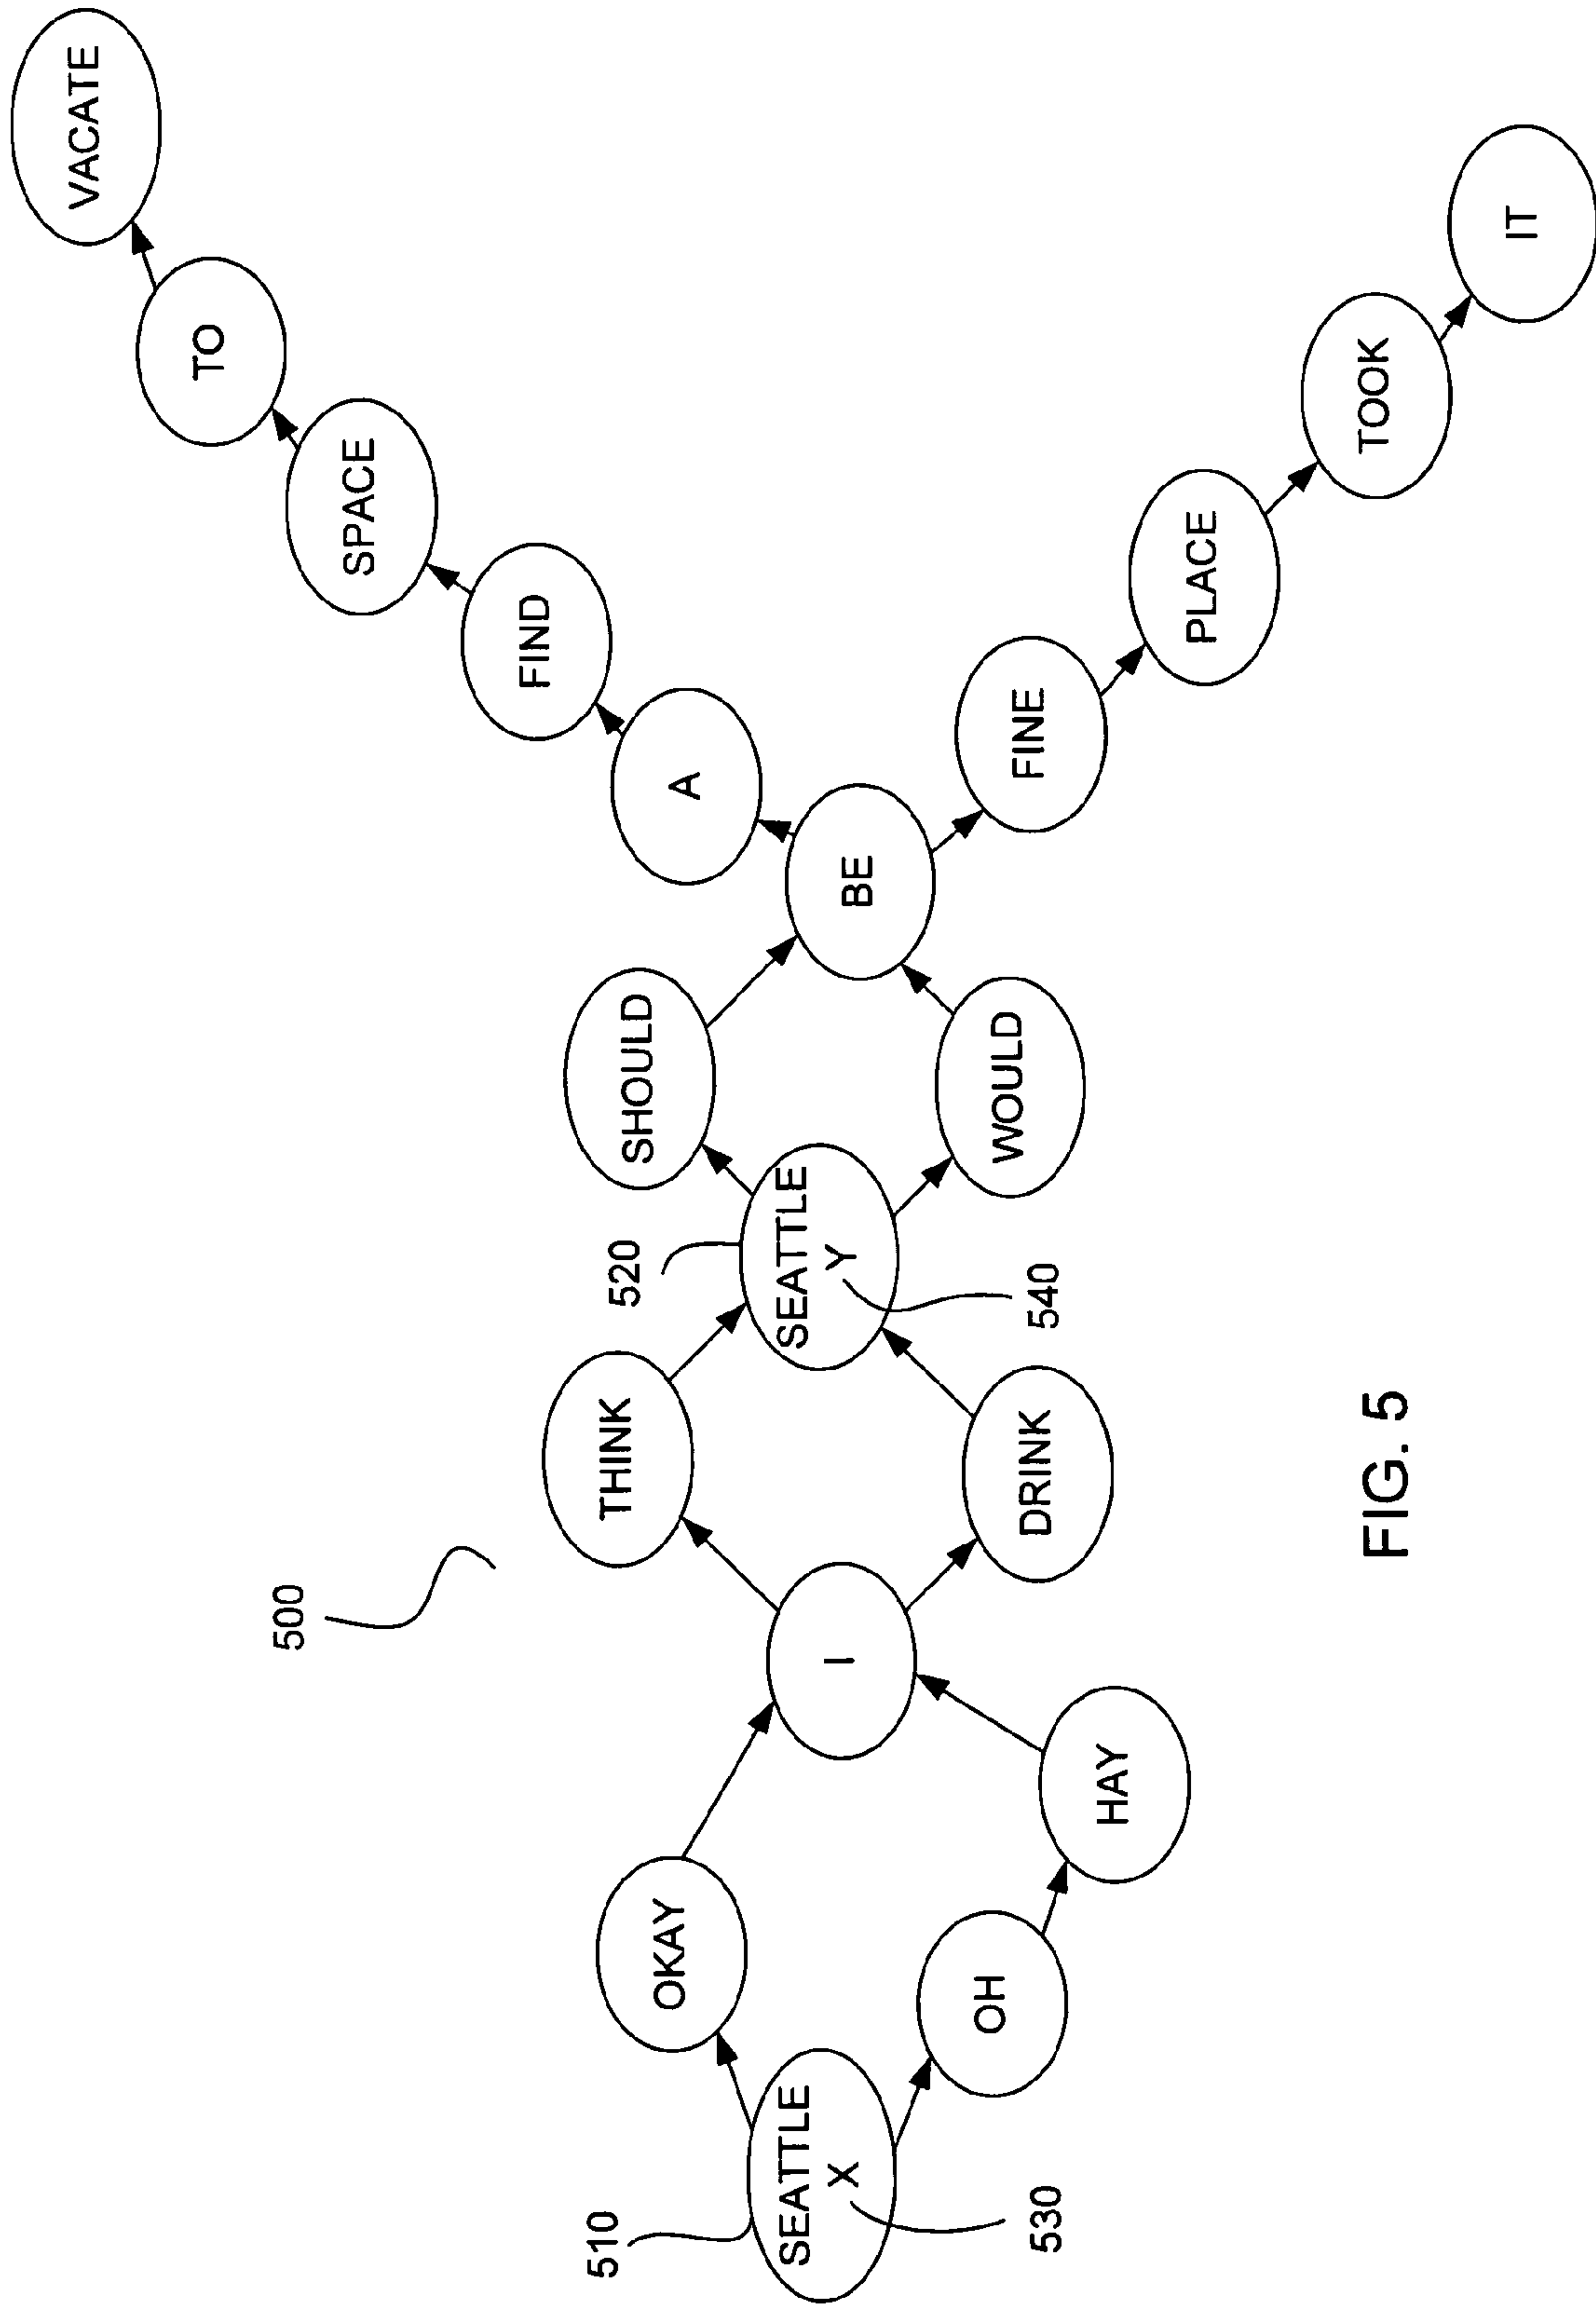 500
510
SEATTLE
X
530
OKAY
OH
HAY
I
THINK
DRINK
520
SEATTLE
Y
540
SHOULD
WOULD
BE
A
FIND
SPACE
TO
VACATE
FINE
PLACE
TOOK
IT
FIG. 5